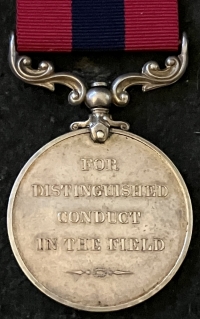 FOR
DISTINGUISHED
CONDUCT
IN THE FIELD